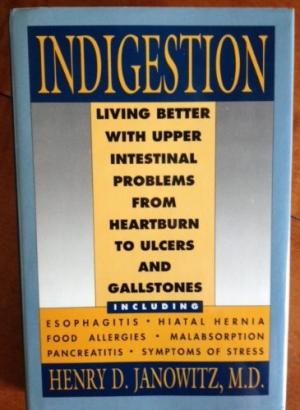 INDIGESTION
LIVING BETTER
WITH UPPER
INTESTINAL
PROBLEMS
FROM
HEARTBURN
TO ULCERS
AND
GALLSTONES
INCLUDING
ESOPHAGITIS · HIATAL HERNIA
FOOD ALLERGIES · MALABSORPTION
PANCREATITIS · SYMPTOMS OF STRESS
HENRY D. JANOWITZ, M.D.